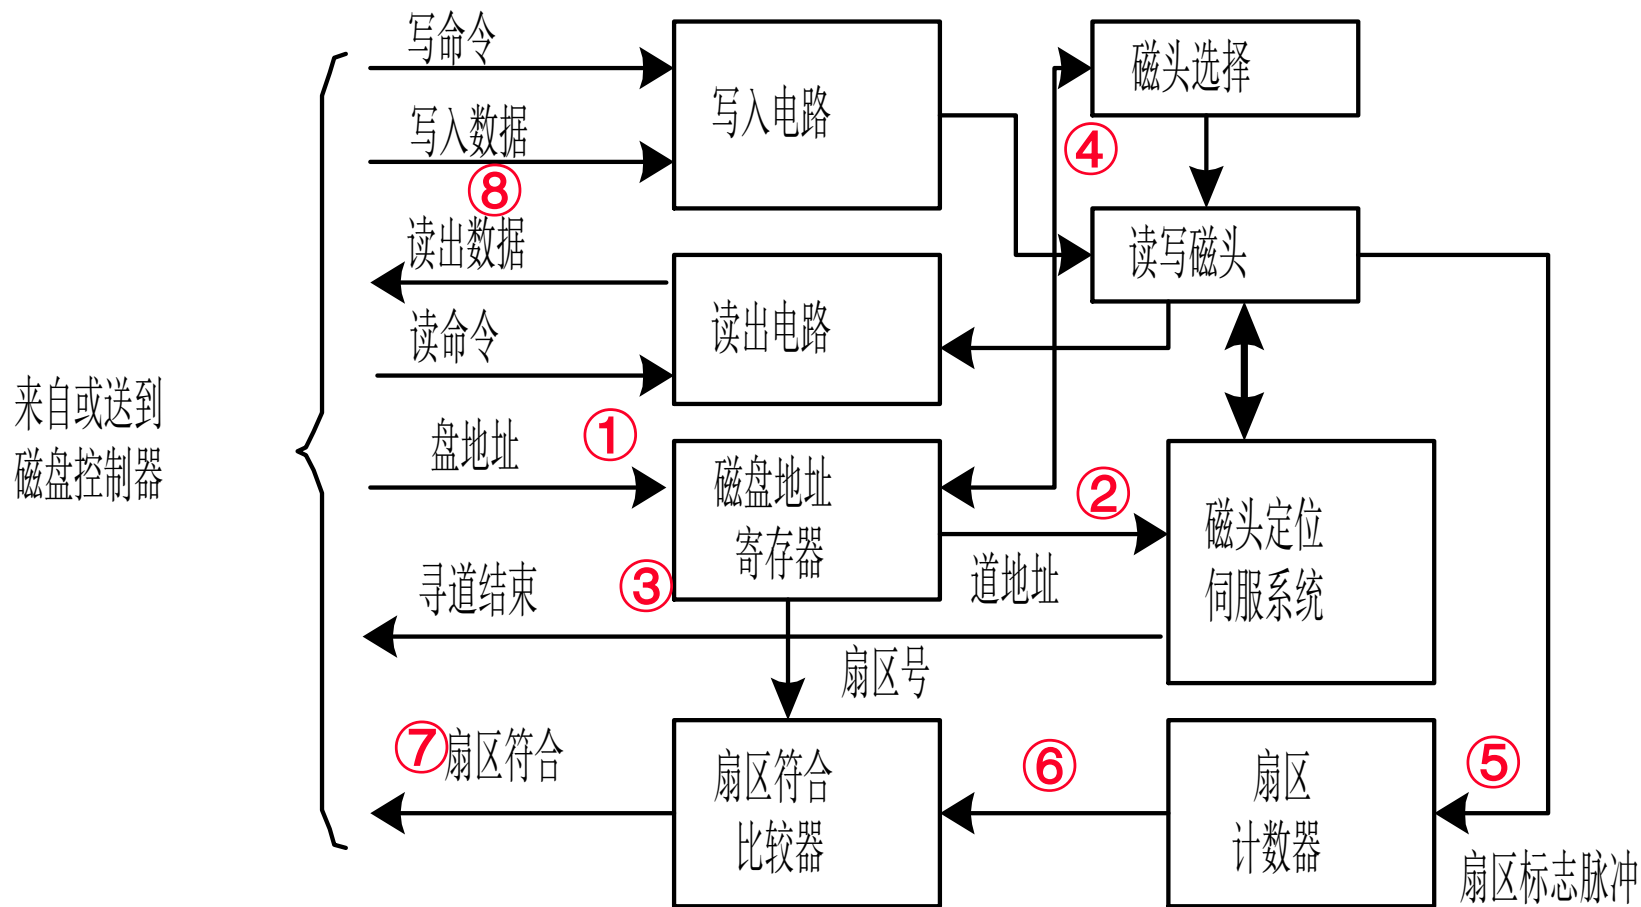 写命令
写入数据
⑧
读出数据
读命令
来自或送到
磁盘控制器
盘地址
①
寻道结束
③
⑦
扇区符合
写入电路
读出电路
磁盘地址
寄存器
道地址
②
扇区号
扇区符合
比较器
⑥
磁头选择
④
读写磁头
磁头定位
伺服系统
扇区
计数器
⑤
扇区标志脉冲